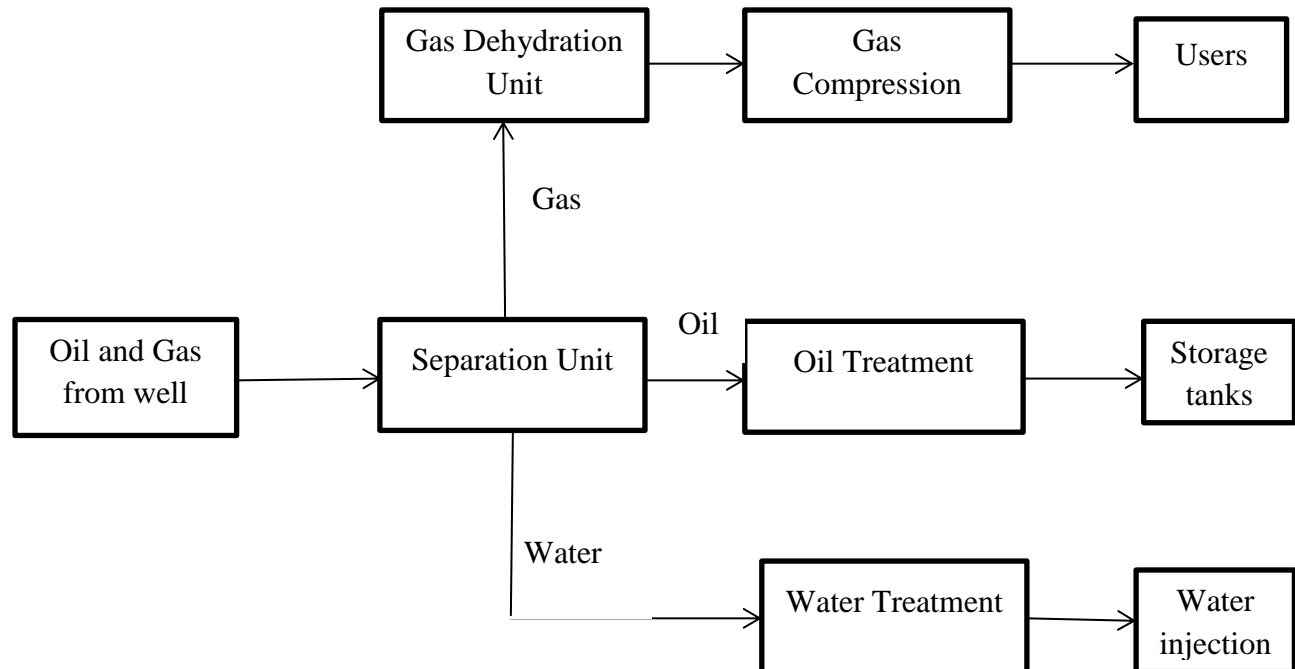 Gas Dehydration
Unit
Gas
Compression
Users
Gas
Oil and Gas
from well
Separation Unit
Oil
Oil Treatment
Storage
tanks
Water
Water Treatment
Water
injection